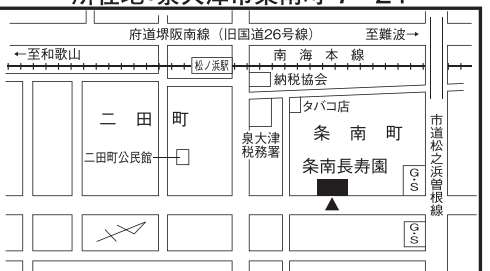 所在地:泉大津市条南町7-24
府道堺阪南線（旧国道26号線）
至難波→
←至和歌山
南海本線
松ノ浜駅
納税協会
タバコ店
二田町
泉大津
税務署
条南町
二田町公民館
条南長寿園
G・S
市道松之浜曽根線
G・S